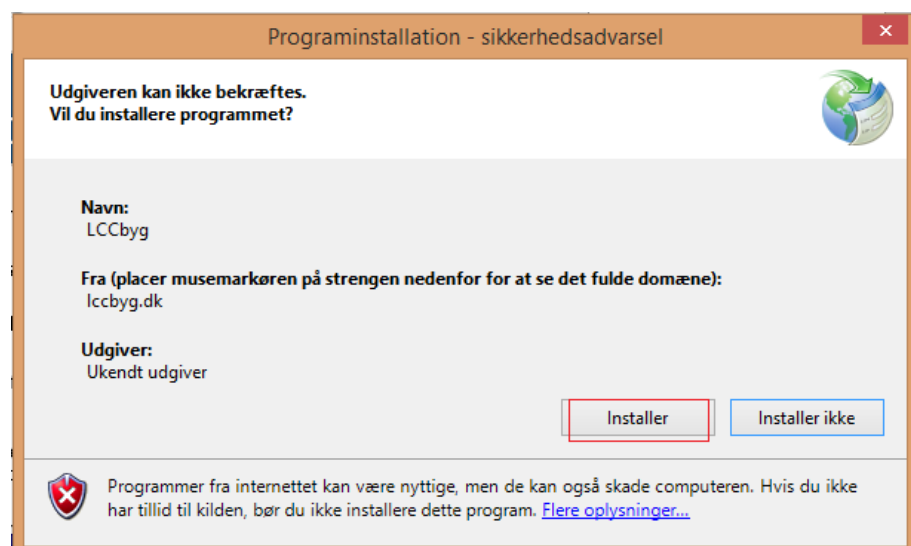 Programinstallation - sikkerhedsadvarsel
Udgiveren kan ikke bekræftes.
Vil du installere programmet?
Navn:
LCCbyg
Fra (placer musemarkøren på strengen nedenfor for at se det fulde domæne):
lccbyg.dk
Udgiver:
Ukendt udgiver
Installer
Installer ikke
Programmer fra internettet kan være nyttige, men de kan også skade computeren. Hvis du ikke
har tillid til kilden, bør du ikke installere dette program. Flere oplysninger...